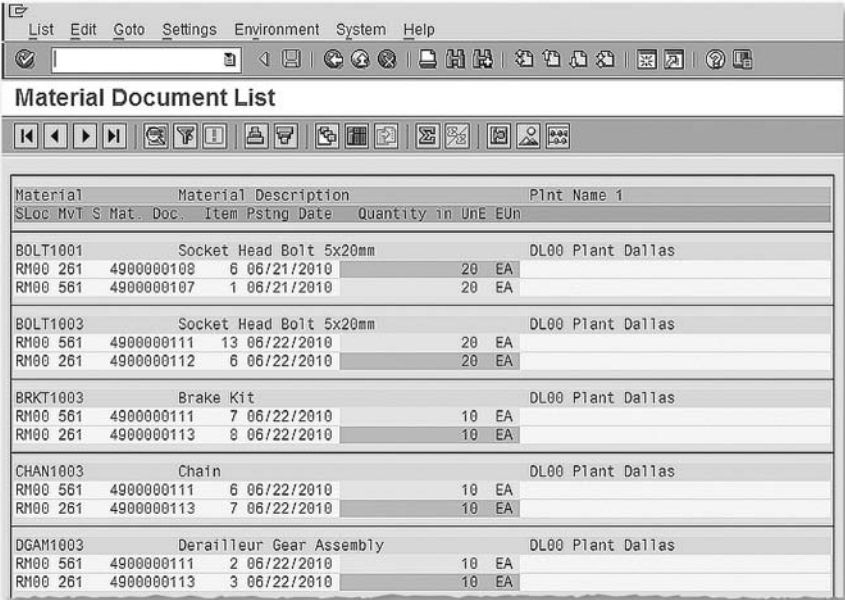 List Edit Goto Settings Environment System Help
Material Document List
Material Material Description Plnt Name 1
SLoc MvT S Mat. Doc. Item Pstng Date Quantity in UnE EUn
BOLT1001 Socket Head Bolt 5x20mm DL00 Plant Dallas
RM00 261 4900000108 6 06/21/2010 20 EA
RM00 561 4900000107 1 06/21/2010 20 EA
BOLT1003 Socket Head Bolt 5x20mm DL00 Plant Dallas
RM00 561 4900000111 13 06/22/2010 20 EA
RM00 261 4900000112 6 06/22/2010 20 EA
BRKT1003 Brake Kit DL00 Plant Dallas
RM00 561 4900000111 7 06/22/2010 10 EA
RM00 261 4900000113 8 06/22/2010 10 EA
CHAN1003 Chain DL00 Plant Dallas
RM00 561 4900000111 6 06/22/2010 10 EA
RM00 261 4900000113 7 06/22/2010 10 EA
DGAM1003 Derailleur Gear Assembly DL00 Plant Dallas
RM00 561 4900000111 2 06/22/2010 10 EA
RM00 261 4900000113 3 06/22/2010 10 EA